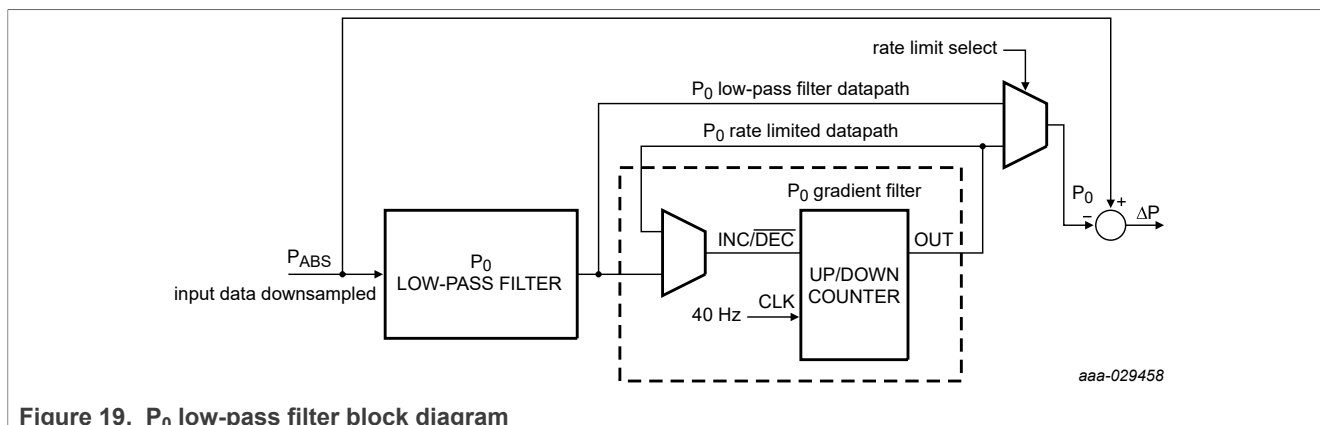 rate limit select
P0 low-pass filter datapath
P0 rate limited datapath
P0 gradient filter
P0
+
−
ΔP
PABS
input data downsampled
P0
LOW-PASS FILTER
INC/DEC
OUT
UP/DOWN
COUNTER
CLK
40 Hz
aaa-029458
Figure 19. P0 low-pass filter block diagram